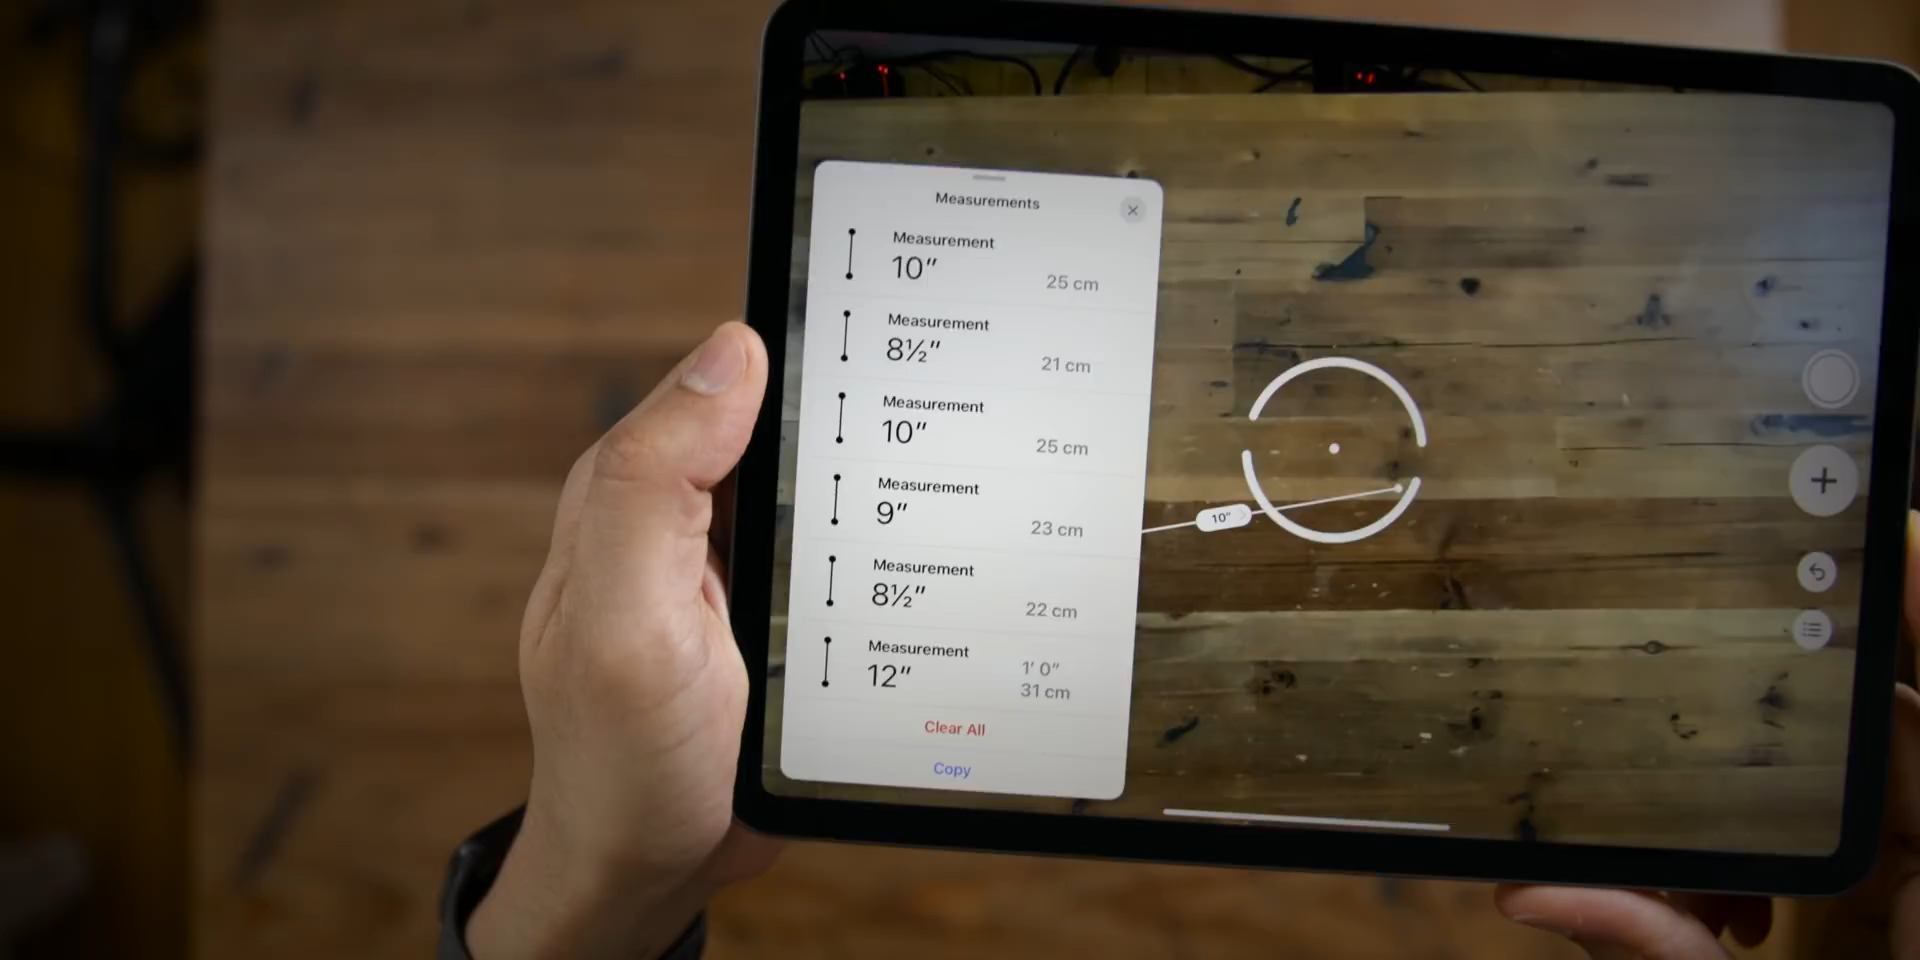 Measurements
Measurement
10″
25 cm
Measurement
8½″
21 cm
Measurement
10″
25 cm
Measurement
9″
23 cm
Measurement
8½″
22 cm
Measurement
12″
1′ 0″
31 cm
Clear All
Copy
10″